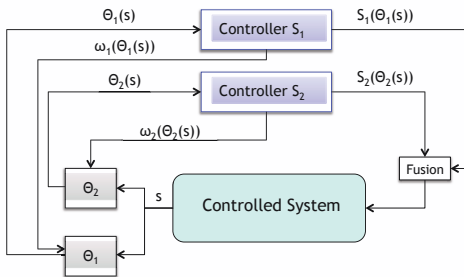 Θ₁(s)
Controller S₁
S₁(Θ₁(s))
ω₁(Θ₁(s))
Θ₂(s)
Controller S₂
S₂(Θ₂(s))
ω₂(Θ₂(s))
Fusion
Θ₂
s
Controlled System
Θ₁